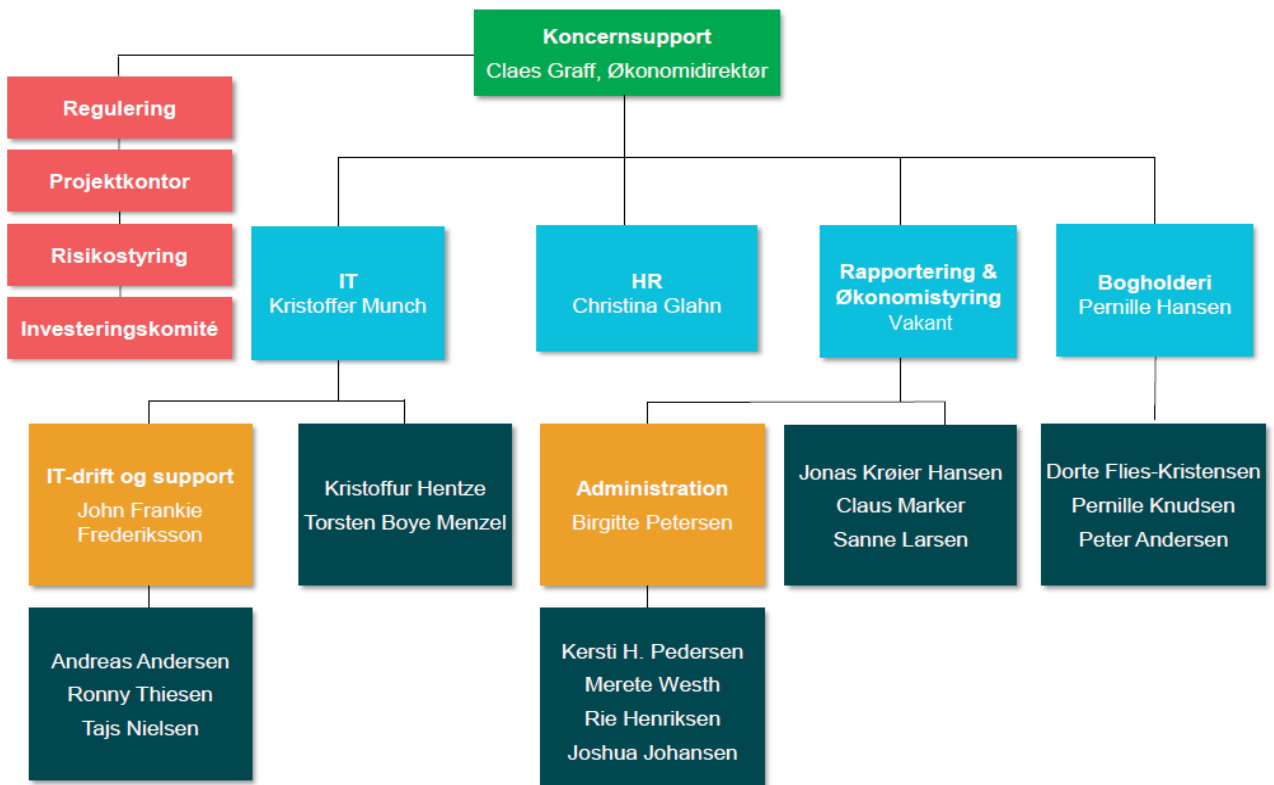 Koncernsupport
Claes Graff, Økonomidirektør
Regulering
Projektkontor
Risikostyring
Investeringskomité
IT
Kristoffer Munch
HR
Christina Glahn
Rapportering &
Økonomistyring
Vakant
Bogholderi
Pernille Hansen
IT-drift og support
John Frankie
Frederiksson
Kristoffur Hentze
Torsten Boye Menzel
Administration
Birgitte Petersen
Jonas Krøier Hansen
Claus Marker
Sanne Larsen
Dorte Flies-Kristensen
Pernille Knudsen
Peter Andersen
Andreas Andersen
Ronny Thiesen
Tajs Nielsen
Kersti H. Pedersen
Merete Westh
Rie Henriksen
Joshua Johansen